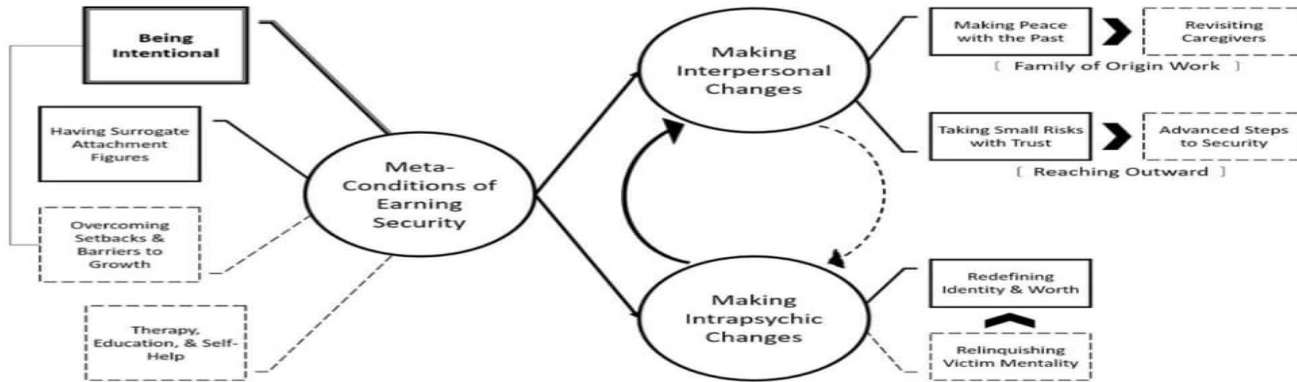 Being
Intentional
Having Surrogate
Attachment
Figures
Overcoming
Setbacks &
Barriers to
Growth
Therapy,
Education, & Self-
Help
Meta-
Conditions of
Earning
Security
Making
Interpersonal
Changes
Making
Intrapsychic
Changes
Making Peace
with the Past
Revisiting
Caregivers
[ Family of Origin Work ]
Taking Small Risks
with Trust
Advanced Steps
to Security
[ Reaching Outward ]
Redefining
Identity & Worth
Relinquishing
Victim Mentality